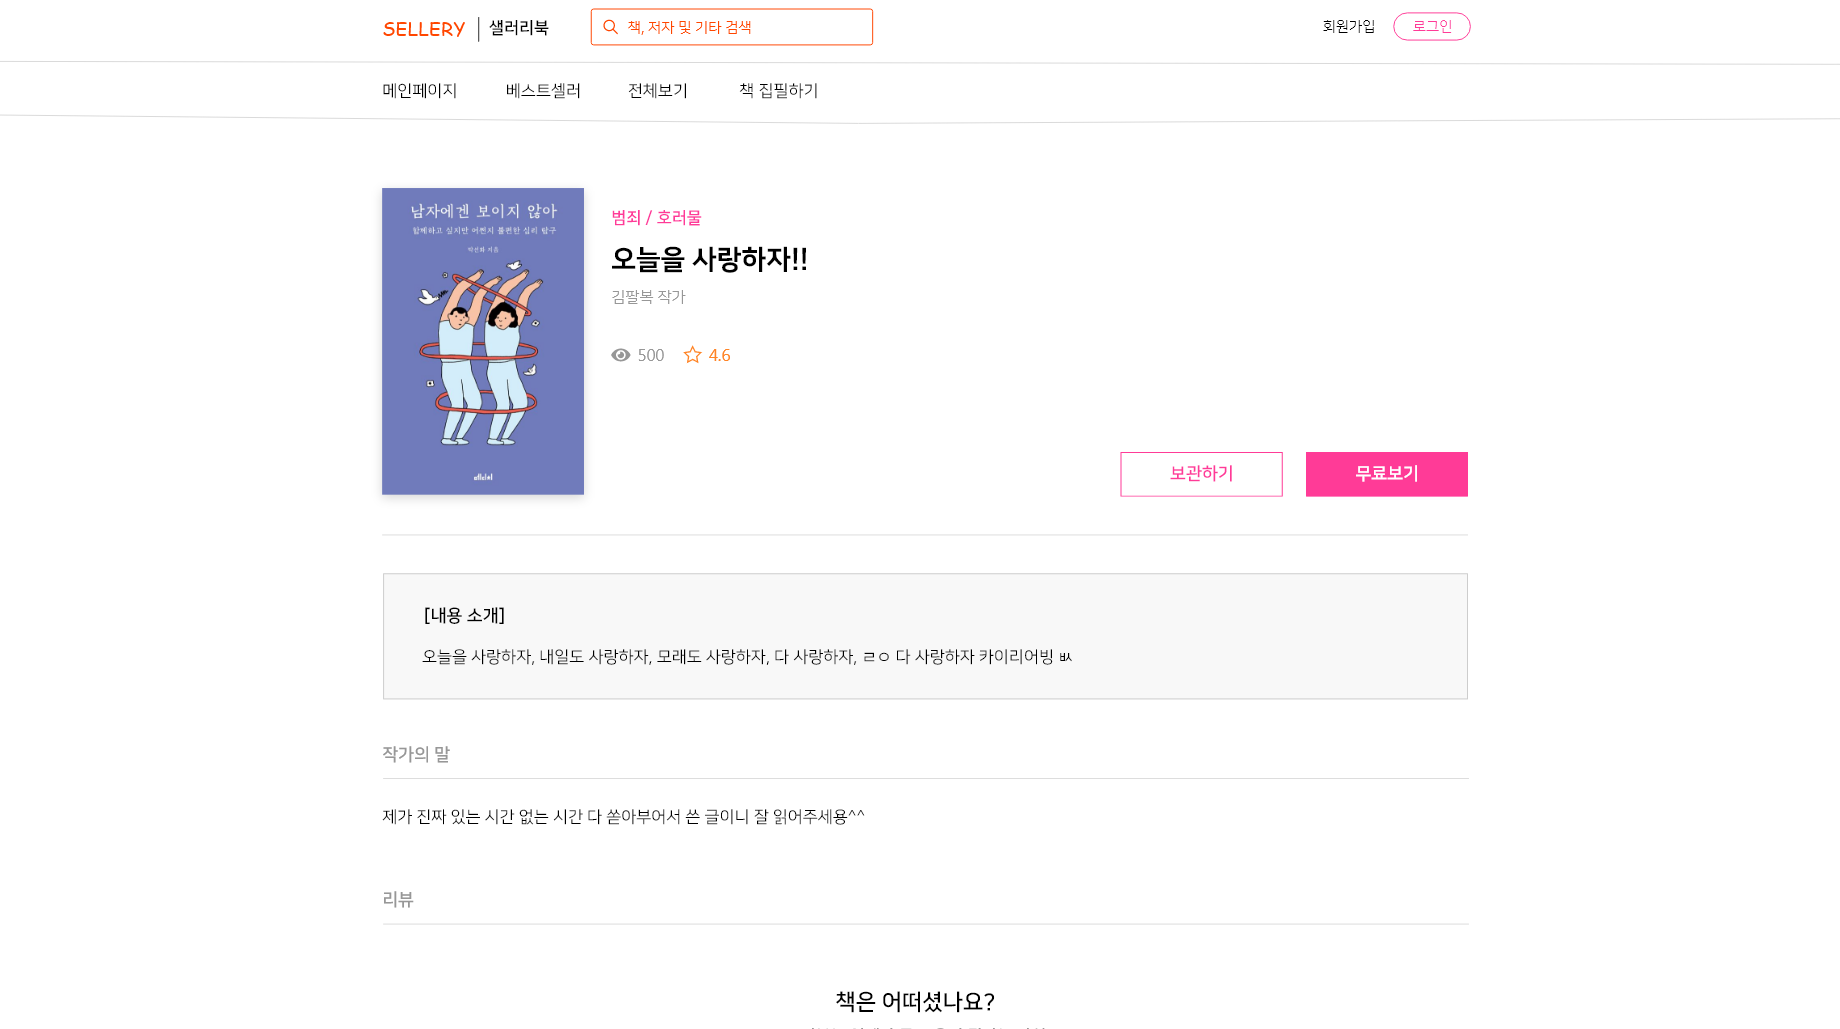 SELLERY | 샐러리북
책, 저자 및 기타 검색
회원가입
로그인
메인페이지 베스트셀러 전체보기 책 집필하기
남자에겐 보이지 않아
함께하고 싶지만 어쩐지 불편한 심리 탐구
박선화 지음
메디치
범죄 / 호러물
오늘을 사랑하자!!
김팔복 작가
500 4.6
보관하기
무료보기
[내용 소개]
오늘을 사랑하자, 내일도 사랑하자, 모래도 사랑하자, 다 사랑하자, ㄹㅇ 다 사랑하자 카이리어빙 ㅃ
작가의 말
제가 진짜 있는 시간 없는 시간 다 쏟아부어서 쓴 글이니 잘 읽어주세용^^
리뷰
책은 어떠셨나요?